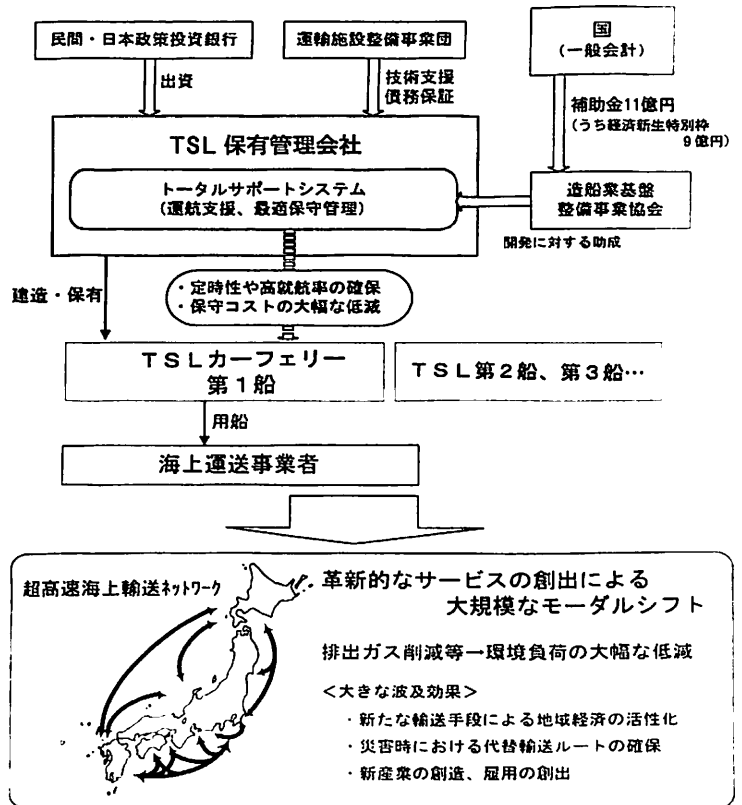 民間・日本政策投資銀行
運輸施設整備事業団
国
(一般会計)
出資
技術支援
債務保証
補助金11億円
(うち経済新生特別枠
9億円)
TSL保有管理会社
トータルサポートシステム
(運航支援、最適保守管理)
造船業基盤
整備事業協会
開発に対する助成
建造・保有
・定時性や高就航率の確保
・保守コストの大幅な低減
TSLカーフェリー
第1船
TSL第2船、第3船…
用船
海上運送事業者
超高速海上輸送ネットワーク
革新的なサービスの創出による
大規模なモーダルシフト
排出ガス削減等→環境負荷の大幅な低減
<大きな波及効果>
・新たな輸送手段による地域経済の活性化
・災害時における代替輸送ルートの確保
・新産業の創造、雇用の創出